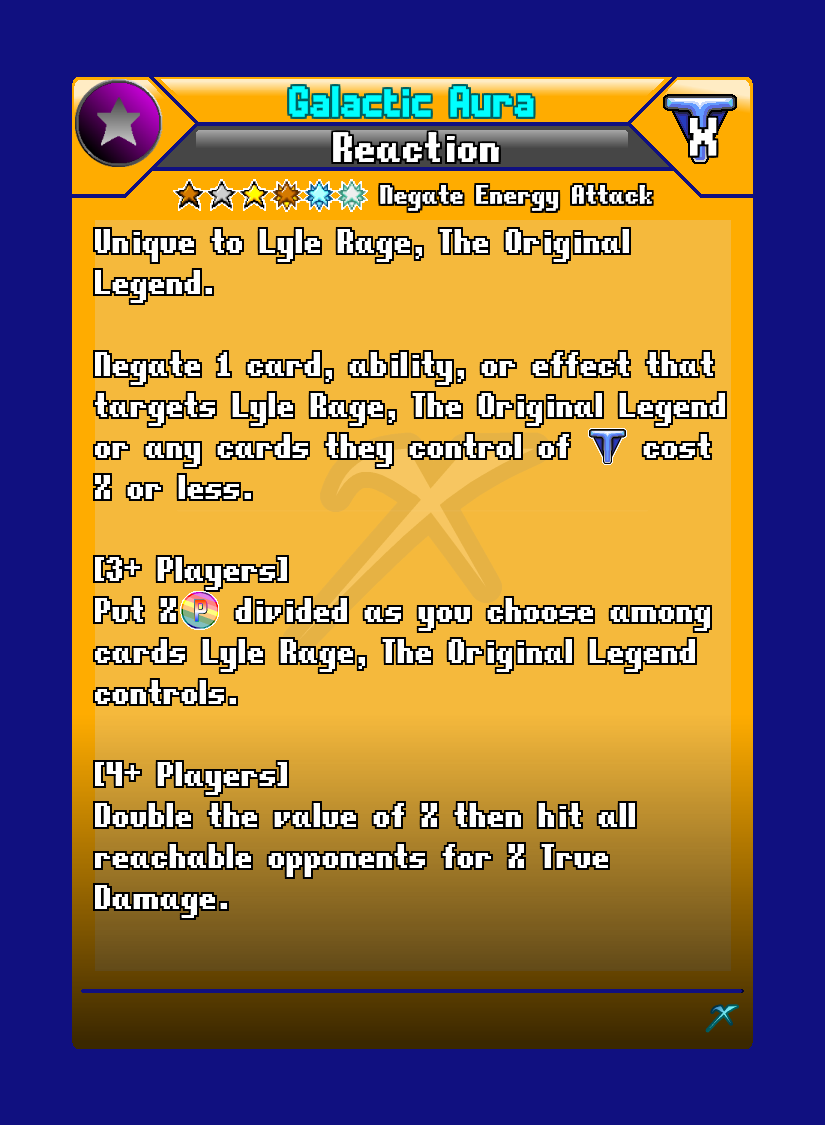 Galactic Aura
X
Reaction
Negate Energy Attack
Unique to Lyle Rage, The Original
Legend.
Negate 1 card, ability, or effect that
targets Lyle Rage, The Original Legend
or any cards they control of T cost
X or less.
[3+ Players]
Put XP divided as you choose among
cards Lyle Rage, The Original Legend
controls.
[4+ Players]
Double the value of X then hit all
reachable opponents for X True
Damage.